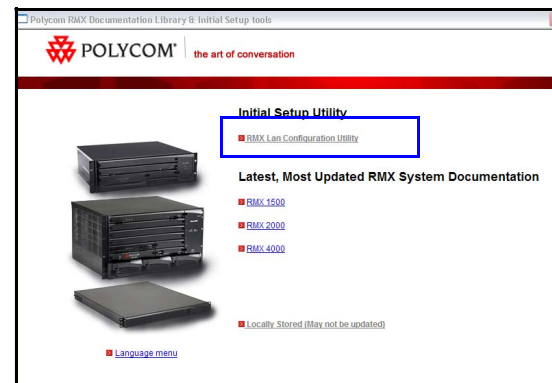 Polycom RMX Documentation Library & Initial Setup tools
POLYCOM® the art of conversation
Initial Setup Utility
RMX Lan Configuration Utility
Latest, Most Updated RMX System Documentation
RMX 1500
RMX 2000
RMX 4000
Locally Stored (May not be updated)
Language menu